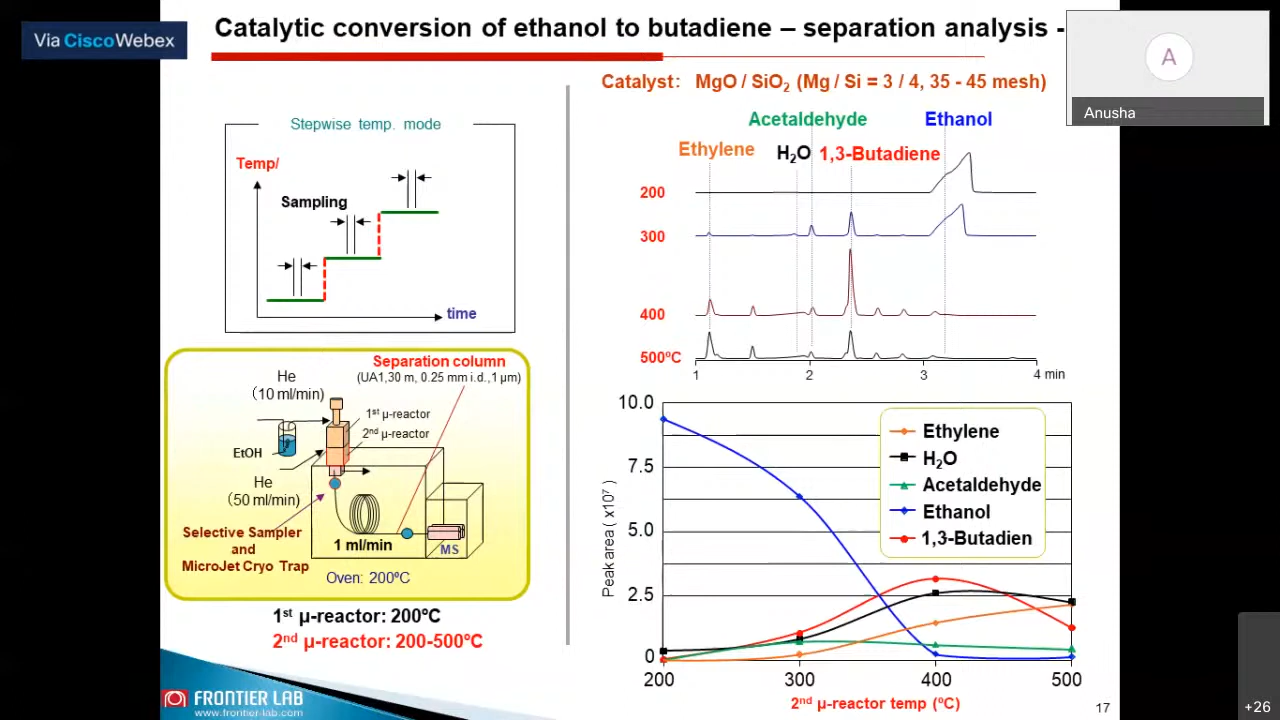 Via CiscoWebex
Catalytic conversion of ethanol to butadiene – separation analysis -
A
Anusha
Catalyst: MgO / SiO2 (Mg / Si = 3 / 4, 35 - 45 mesh)
Stepwise temp. mode
Temp/
Sampling
time
Acetaldehyde
Ethanol
Ethylene
H2O
1,3-Butadiene
200
300
400
500ºC
1
2
3
4 min
Separation column
(UA1,30 m, 0.25 mm i.d.,1 µm)
He
(10 ml/min)
1st µ-reactor
2nd µ-reactor
EtOH
He
(50 ml/min)
Selective Sampler
and
MicroJet Cryo Trap
1 ml/min
MS
Oven: 200ºC
1st µ-reactor: 200ºC
2nd µ-reactor: 200-500ºC
Peak area ( x10⁷ )
10.0
7.5
5.0
2.5
0
200
300
400
500
2nd µ-reactor temp (ºC)
Ethylene
H2O
Acetaldehyde
Ethanol
1,3-Butadien
FRONTIER LAB
www.frontier-lab.com
17
+26